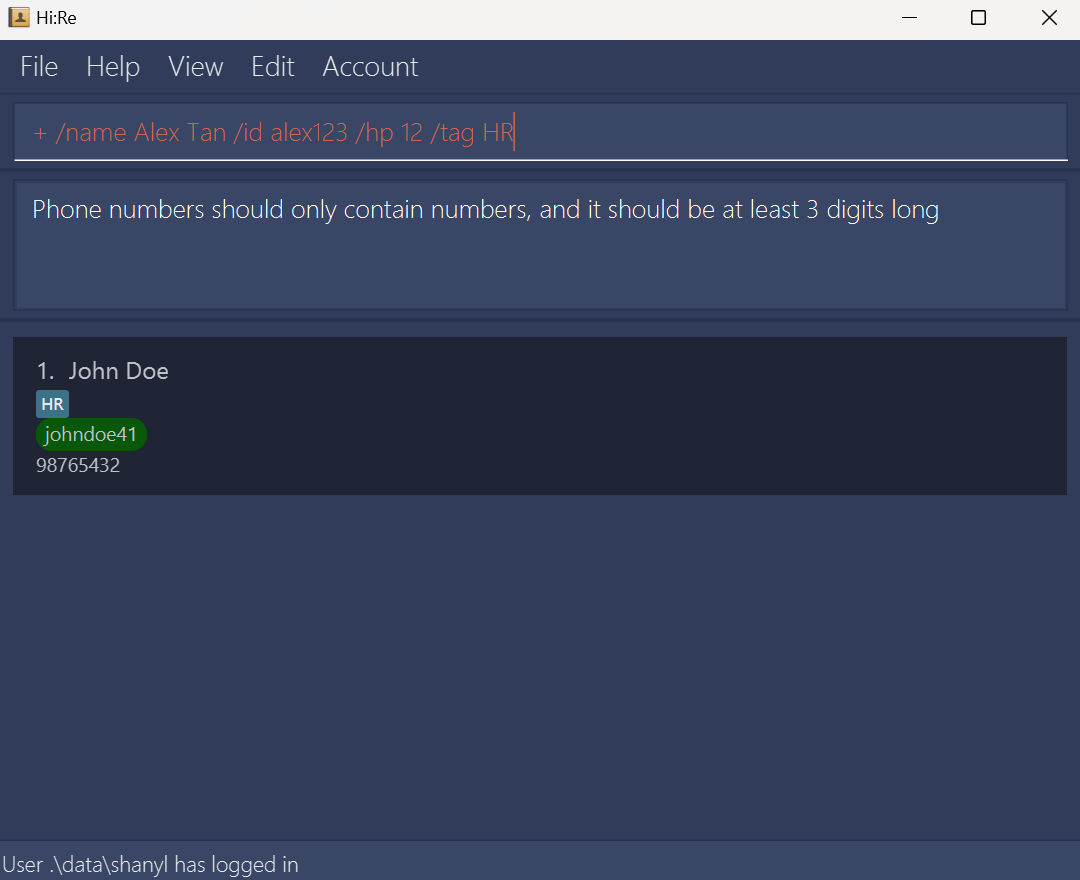 Hi:Re
File Help View Edit Account
+ /name Alex Tan /id alex123 /hp 12 /tag HR
Phone numbers should only contain numbers, and it should be at least 3 digits long
1. John Doe
HR
johndoe41
98765432
User .\data\shanyl has logged in